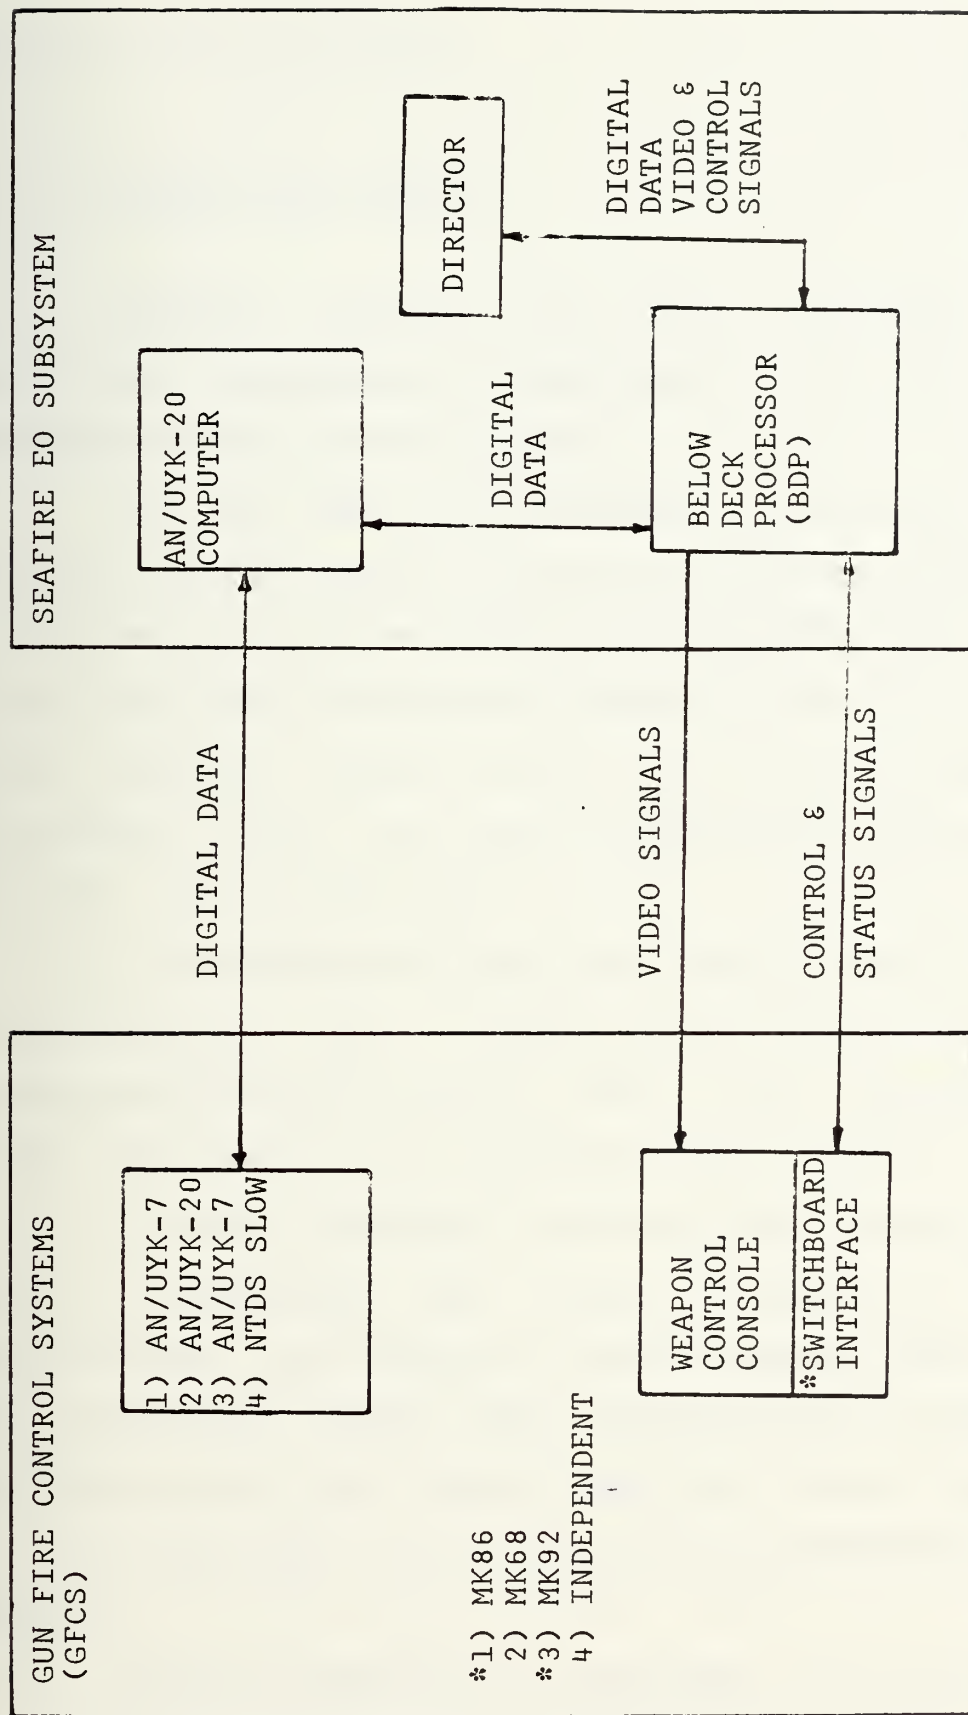 GUN FIRE CONTROL SYSTEMS
(GFCS)
1) AN/UYK-7
2) AN/UYK-20
3) AN/UYK-7
4) NTDS SLOW
*1) MK86
2) MK68
*3) MK92
4) INDEPENDENT
WEAPON
CONTROL
CONSOLE
*SWITCHBOARD
INTERFACE
DIGITAL DATA
VIDEO SIGNALS
CONTROL &
STATUS SIGNALS
SEAFIRE EO SUBSYSTEM
AN/UYK-20
COMPUTER
DIGITAL
DATA
DIRECTOR
BELOW
DECK
PROCESSOR
(BDP)
DIGITAL
DATA
VIDEO &
CONTROL
SIGNALS